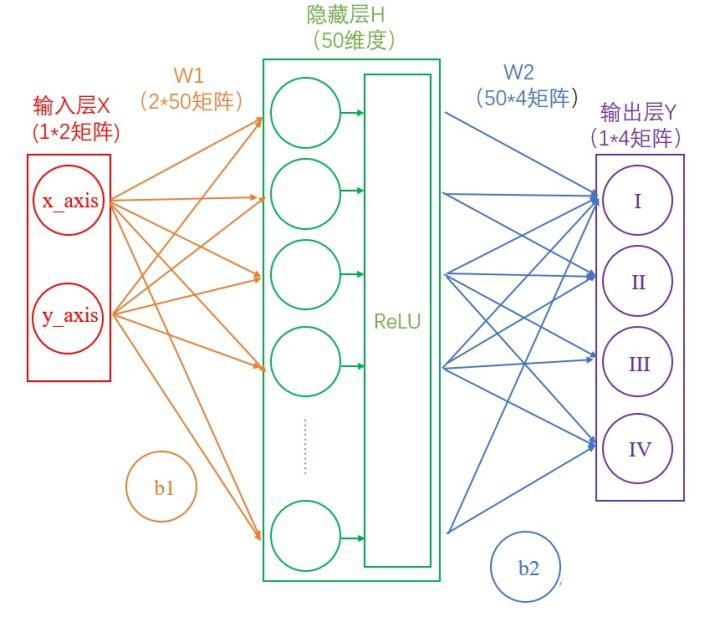 隐藏层H
（50维度）
W1
（2*50矩阵）
W2
（50*4矩阵）
输入层X
(1*2矩阵)
输出层Y
（1*4矩阵）
x_axis
y_axis
ReLU
I
II
III
IV
b1
b2